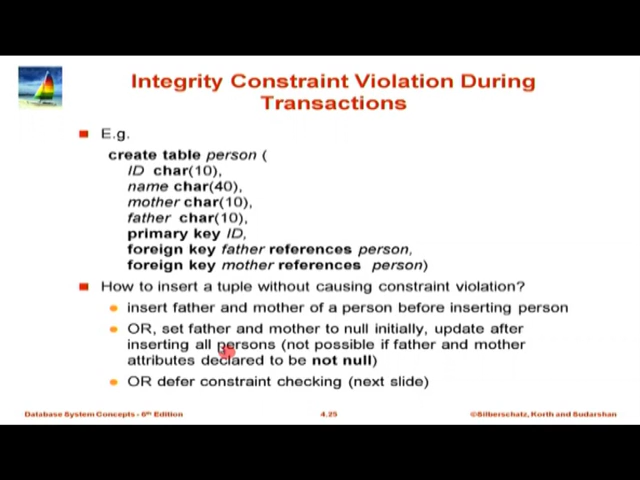 Integrity Constraint Violation During
Transactions
E.g.
create table person (
ID char(10),
name char(40),
mother char(10),
father char(10),
primary key ID,
foreign key father references person,
foreign key mother references person)
How to insert a tuple without causing constraint violation?
insert father and mother of a person before inserting person
OR, set father and mother to null initially, update after
inserting all persons (not possible if father and mother
attributes declared to be not null)
OR defer constraint checking (next slide)
Database System Concepts - 6th Edition 4.25 ©Silberschatz, Korth and Sudarshan